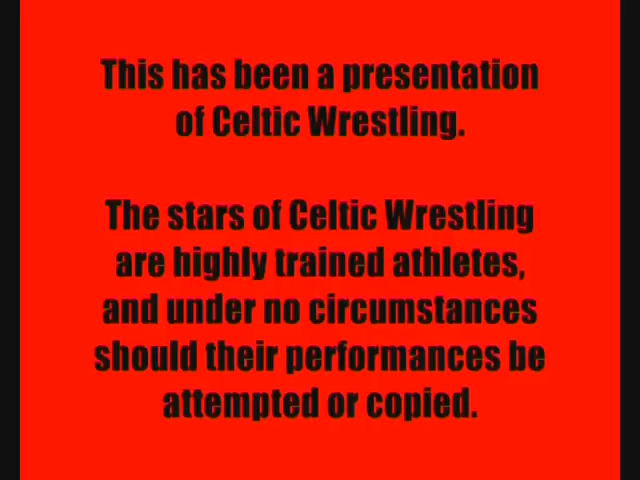 This has been a presentation
of Celtic Wrestling.
The stars of Celtic Wrestling
are highly trained athletes,
and under no circumstances
should their performances be
attempted or copied.